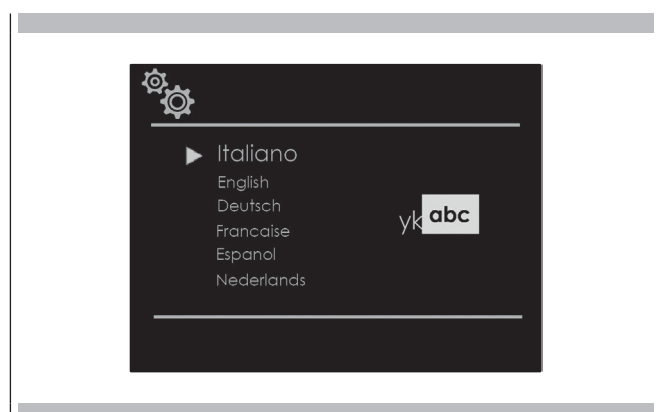 Italiano
English
Deutsch
Francaise
Espanol
Nederlands
yk abc